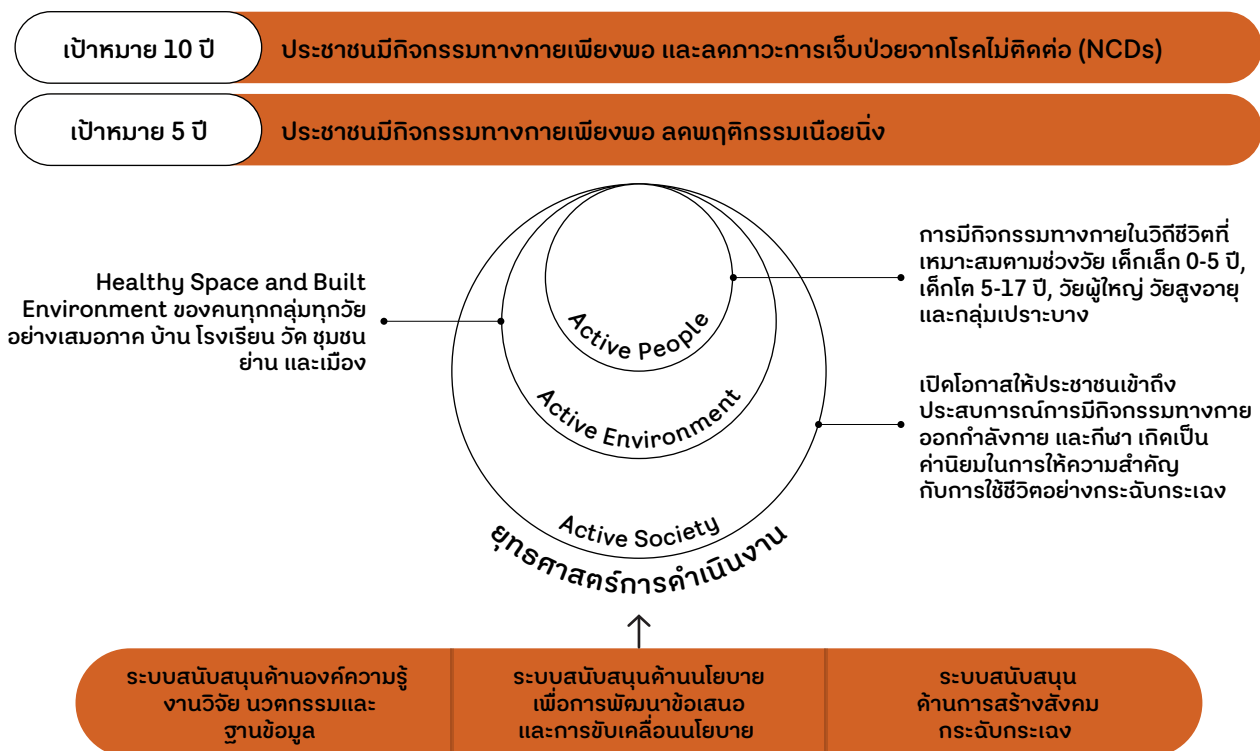 เป้าหมาย 10 ปี
ประชาชนมีกิจกรรมทางกายเพียงพอ และลดภาวะการเจ็บป่วยจากโรคไม่ติดต่อ (NCDs)
เป้าหมาย 5 ปี
ประชาชนมีกิจกรรมทางกายเพียงพอ ลดพฤติกรรมเนือยนิ่ง
Healthy Space and Built
Environment ของคนทุกกลุ่มทุกวัย
อย่างเสมอภาค บ้าน โรงเรียน วัด ชุมชน
ย่าน และเมือง
Active People
Active Environment
Active Society
ยุทธศาสตร์การดำเนินงาน
การมีกิจกรรมทางกายในวิถีชีวิตที่
เหมาะสมตามช่วงวัย เด็กเล็ก 0-5 ปี,
เด็กโต 5-17 ปี, วัยผู้ใหญ่ วัยสูงอายุ
และกลุ่มเปราะบาง
เปิดโอกาสให้ประชาชนเข้าถึง
ประสบการณ์การมีกิจกรรมทางกาย
ออกกำลังกาย และกีฬา เกิดเป็น
ค่านิยมในการให้ความสำคัญ
กับการใช้ชีวิตอย่างกระฉับกระเฉง
ระบบสนับสนุนด้านองค์ความรู้
งานวิจัย นวตกรรมและ
ฐานข้อมูล
ระบบสนับสนุนด้านนโยบาย
เพื่อการพัฒนาข้อเสนอ
และการขับเคลื่อนนโยบาย
ระบบสนับสนุน
ด้านการสร้างสังคม
กระฉับกระเฉง